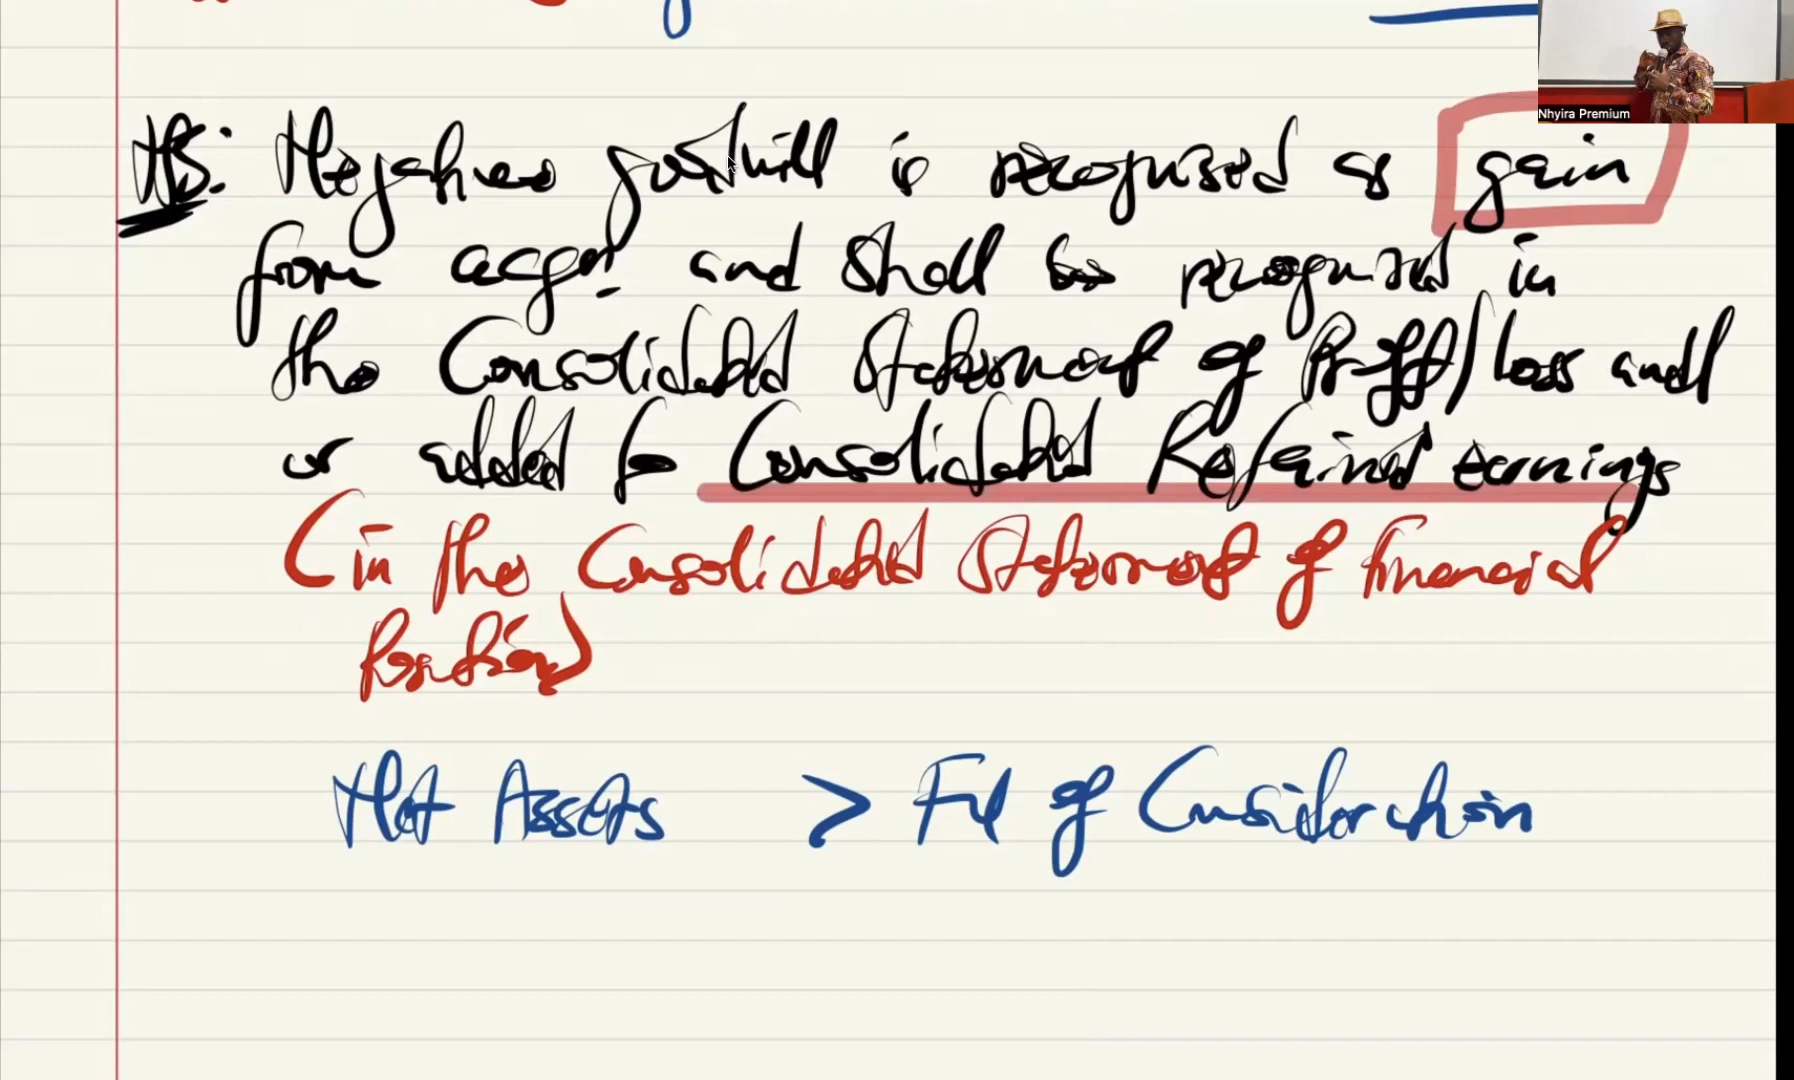 Nhyira Premium
NB: Negative goodwill is recognised as gain
from acqn. and shall be recognised in
the Consolidated Statement of Profit/loss and
or added to Consolidated Retained earnings
(in the Consolidated Statement of financial
Position)
Net Assets > FV of Consideration